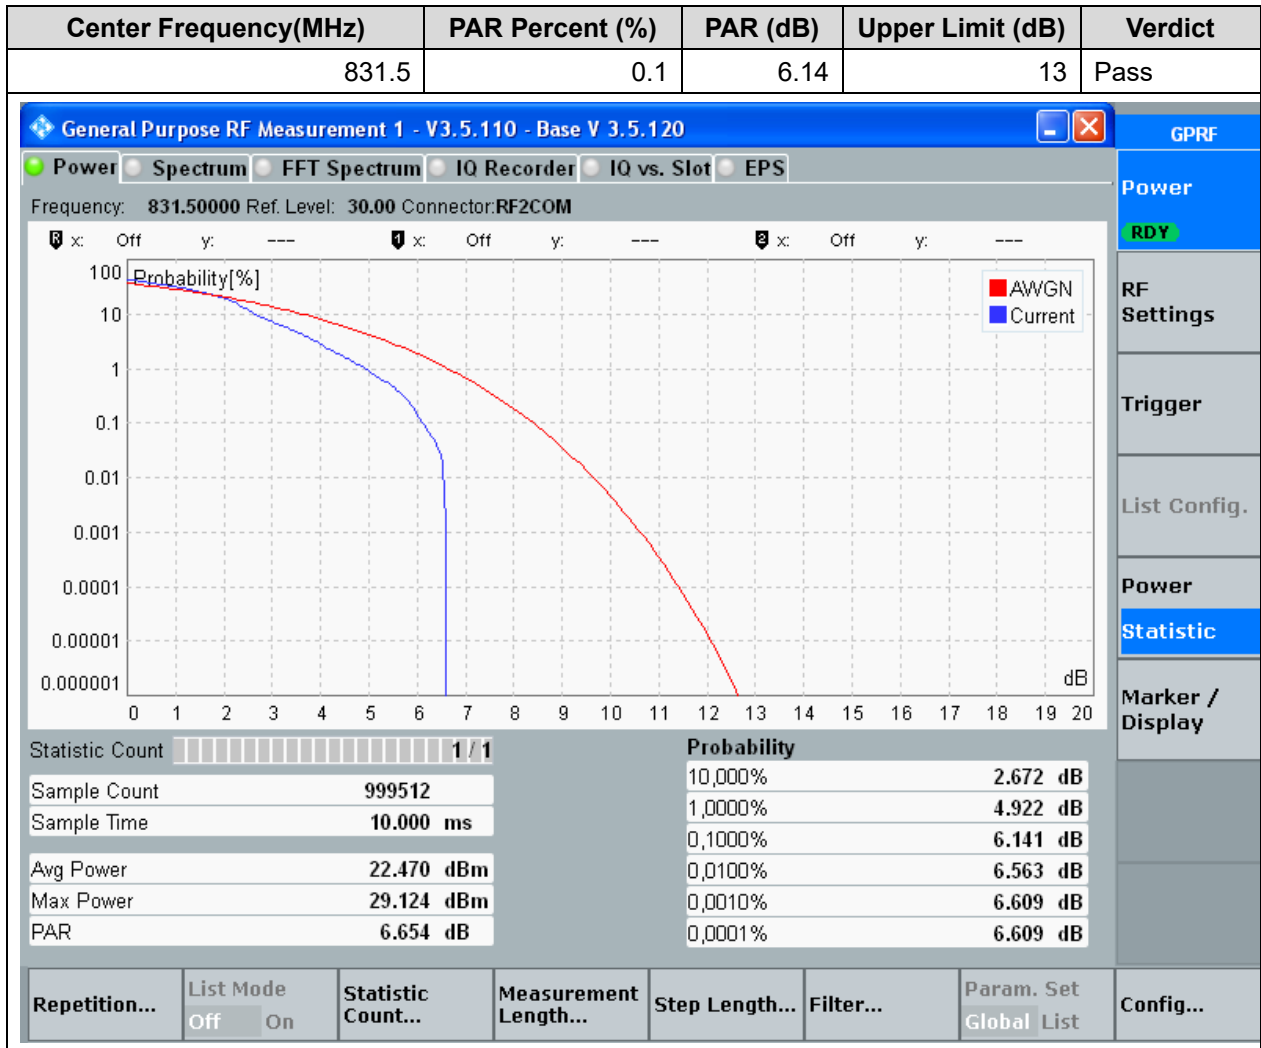 Center Frequency(MHz) PAR Percent (%) PAR (dB) Upper Limit (dB) Verdict
831.5 0.1 6.14 13 Pass
General Purpose RF Measurement 1 - V3.5.110 - Base V 3.5.120
GPRF
Power Spectrum FFT Spectrum IQ Recorder IQ vs. Slot EPS
Frequency: 831.50000 Ref. Level: 30.00 Connector:RF2COM
R x: Off y: --- 1 x: Off y: --- 2 x: Off y: ---
Probability[%]
AWGN
Current
100
10
1
0.1
0.01
0.001
0.0001
0.00001
0.000001
dB
0 1 2 3 4 5 6 7 8 9 10 11 12 13 14 15 16 17 18 19 20
Statistic Count 1 / 1
Sample Count 999512
Sample Time 10.000 ms
Avg Power 22.470 dBm
Max Power 29.124 dBm
PAR 6.654 dB
Probability
10,000% 2.672 dB
1,0000% 4.922 dB
0,1000% 6.141 dB
0,0100% 6.563 dB
0,0010% 6.609 dB
0,0001% 6.609 dB
Power
RDY
RF
Settings
Trigger
List Config.
Power
Statistic
Marker /
Display
Repetition...
List Mode
Off On
Statistic
Count...
Measurement
Length...
Step Length...
Filter...
Param. Set
Global List
Config...